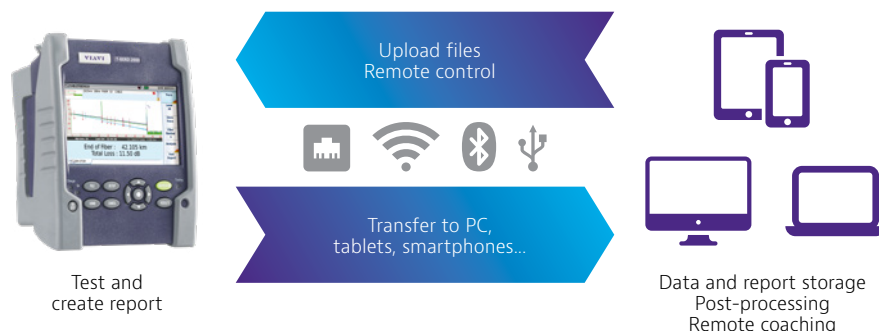 Upload files
Remote control
VIAVI
End of Fiber : 42.105 km
Total Loss : 11.50 dB
Transfer to PC,
tablets, smartphones...
Test and
create report
Data and report storage
Post-processing
Remote coaching